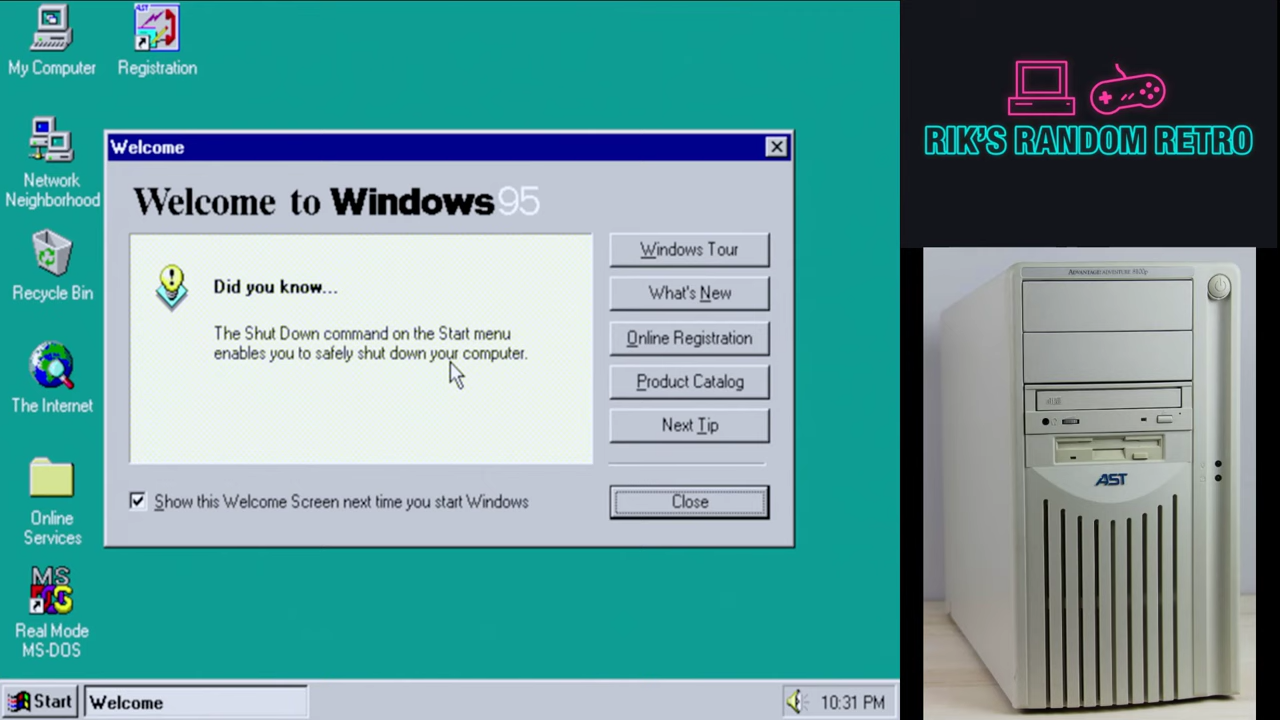 My Computer
Registration
Network
Neighborhood
Recycle Bin
The Internet
Online
Services
MS
Real Mode
MS-DOS
Welcome
Welcome to Windows 95
Did you know...
The Shut Down command on the Start menu
enables you to safely shut down your computer.
Windows Tour
What's New
Online Registration
Product Catalog
Next Tip
Show this Welcome Screen next time you start Windows
Close
Start
Welcome
10:31 PM
RIK'S RANDOM RETRO
AST